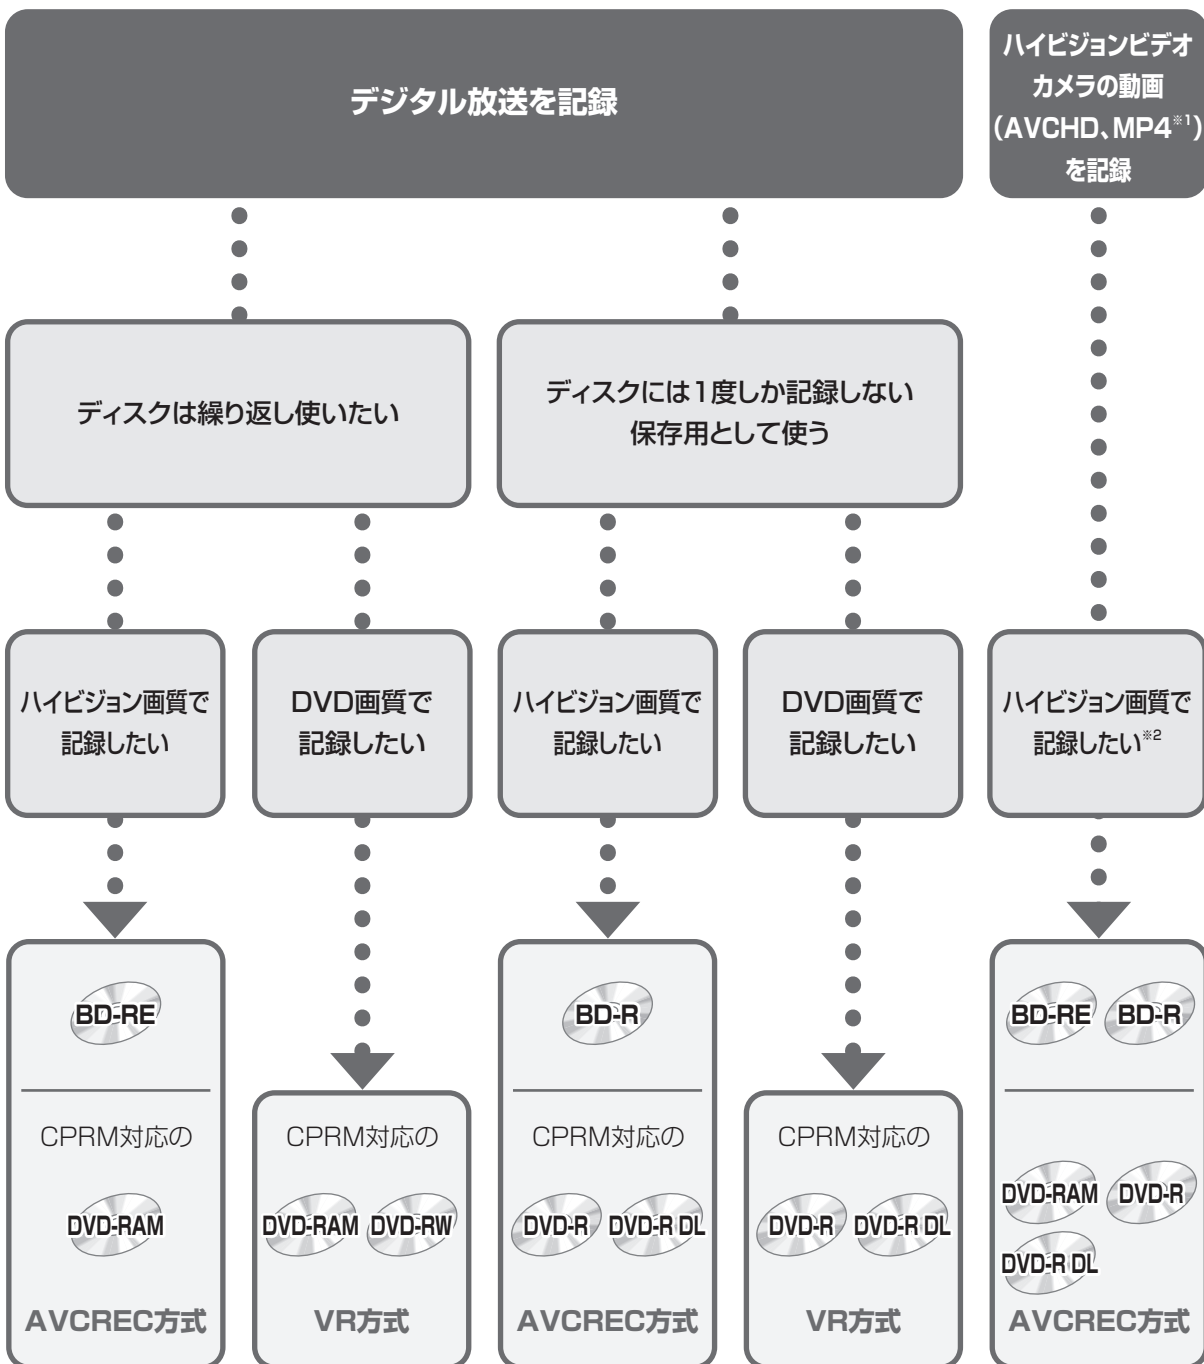 デジタル放送を記録
ハイビジョンビデオ
カメラの動画
(AVCHD、MP4※1)
を記録
ディスクは繰り返し使いたい
ディスクには1度しか記録しない
保存用として使う
ハイビジョン画質で
記録したい
DVD画質で
記録したい
ハイビジョン画質で
記録したい
DVD画質で
記録したい
ハイビジョン画質で
記録したい※2
BD-RE
CPRM対応の
DVD-RAM
AVCREC方式
CPRM対応の
DVD-RAM DVD-RW
VR方式
BD-R
CPRM対応の
DVD-R DVD-R DL
AVCREC方式
CPRM対応の
DVD-R DVD-R DL
VR方式
BD-RE BD-R
DVD-RAM DVD-R
DVD-R DL
AVCREC方式